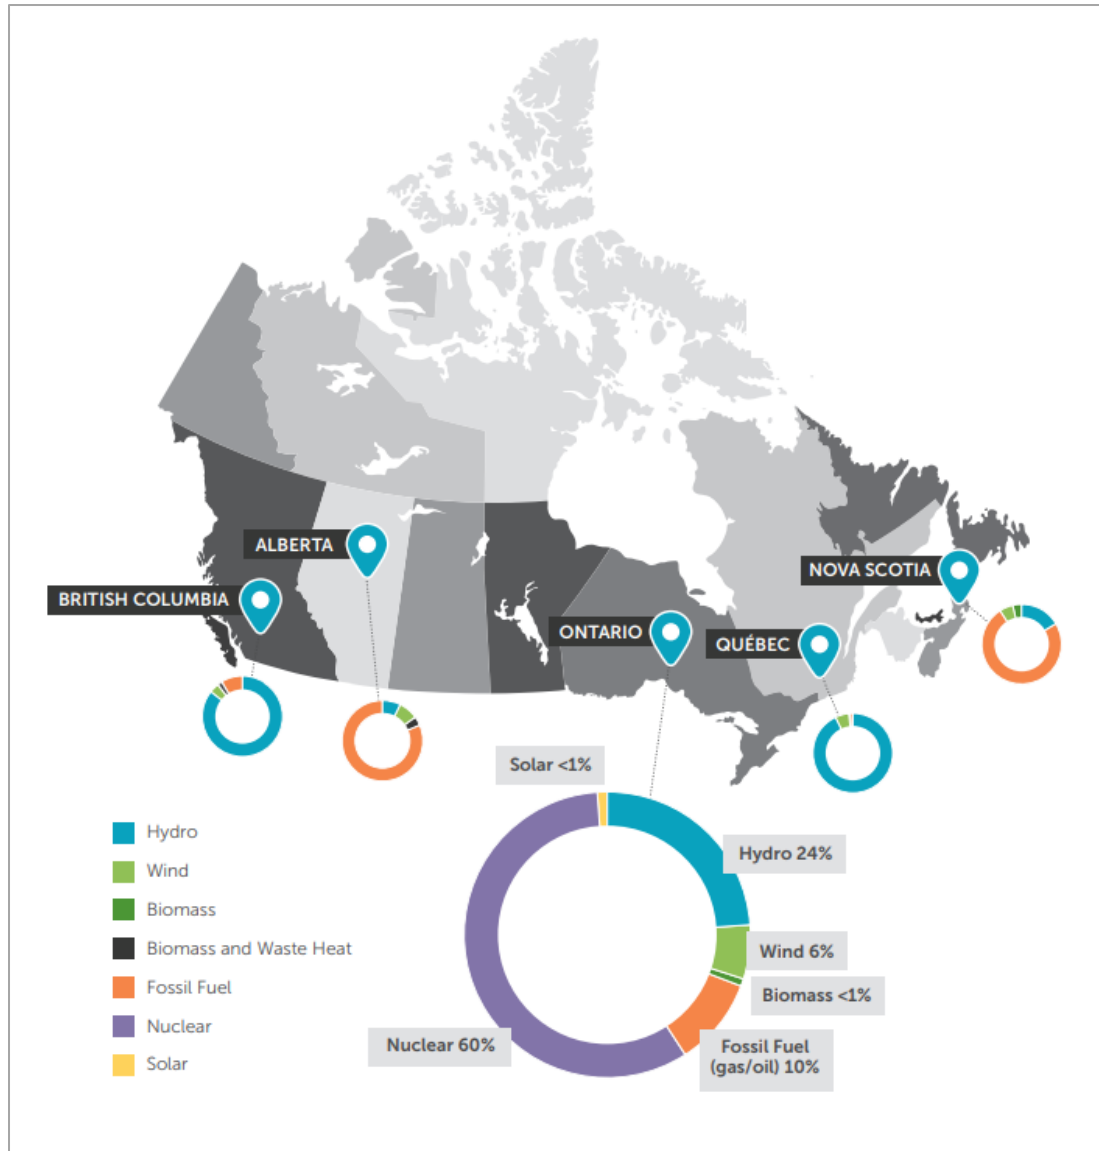 ALBERTA
BRITISH COLUMBIA
NOVA SCOTIA
ONTARIO
QUÉBEC
Solar <1%
Hydro 24%
Wind 6%
Biomass <1%
Fossil Fuel
(gas/oil) 10%
Nuclear 60%
Hydro
Wind
Biomass
Biomass and Waste Heat
Fossil Fuel
Nuclear
Solar